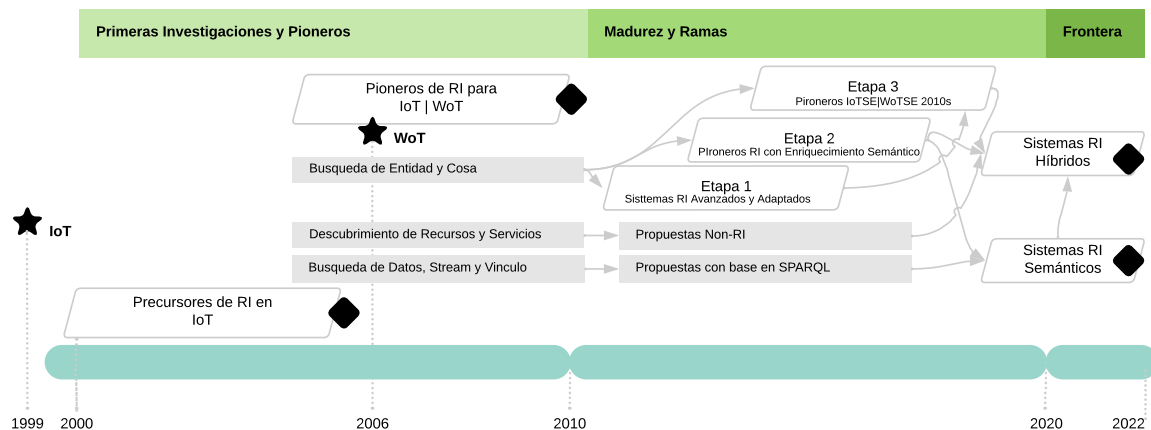 Primeras Investigaciones y Pioneros
Madurez y Ramas
Frontera
Pioneros de RI para
IoT | WoT
WoT
Busqueda de Entidad y Cosa
Etapa 3
Pironeros IoTSE|WoTSE 2010s
Etapa 2
PIroneros RI con Enriquecimiento Semántico
Etapa 1
Sisttemas RI Avanzados y Adaptados
Sistemas RI
Híbridos
IoT
Descubrimiento de Recursos y Servicios
Propuestas Non-RI
Busqueda de Datos, Stream y Vinculo
Propuestas con base en SPARQL
Sistemas RI
Semánticos
Precursores de RI en
IoT
1999
2000
2006
2010
2020
2022